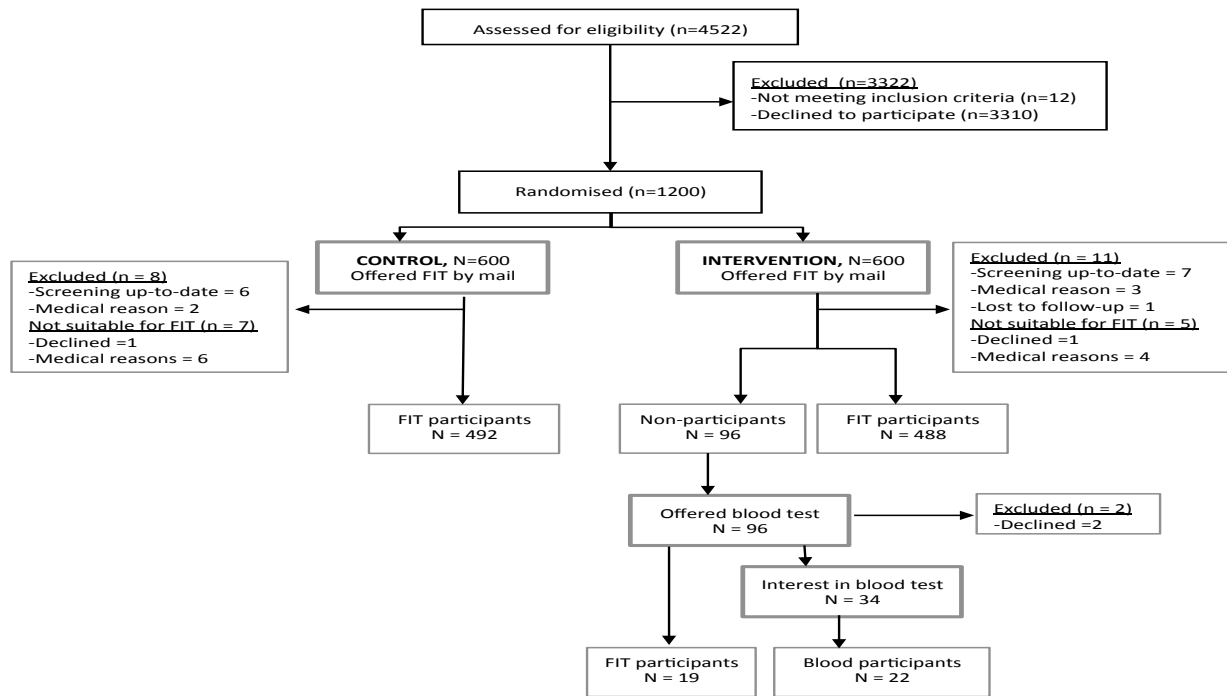 Assessed for eligibility (n=4522)
Excluded (n=3322)
-Not meeting inclusion criteria (n=12)
-Declined to participate (n=3310)
Randomised (n=1200)
CONTROL, N=600
Offered FIT by mail
INTERVENTION, N=600
Offered FIT by mail
Excluded (n = 8)
-Screening up-to-date = 6
-Medical reason = 2
Not suitable for FIT (n = 7)
-Declined =1
-Medical reasons = 6
Excluded (n = 11)
-Screening up-to-date = 7
-Medical reason = 3
-Lost to follow-up = 1
Not suitable for FIT (n = 5)
-Declined =1
-Medical reasons = 4
FIT participants
N = 492
Non-participants
N = 96
FIT participants
N = 488
Offered blood test
N = 96
Excluded (n = 2)
-Declined =2
Interest in blood test
N = 34
FIT participants
N = 19
Blood participants
N = 22